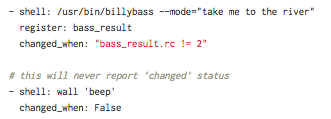 - shell: /usr/bin/billybass --mode="take me to the river"
register: bass_result
changed_when: "bass_result.rc != 2"
# this will never report 'changed' status
- shell: wall 'beep'
changed_when: False